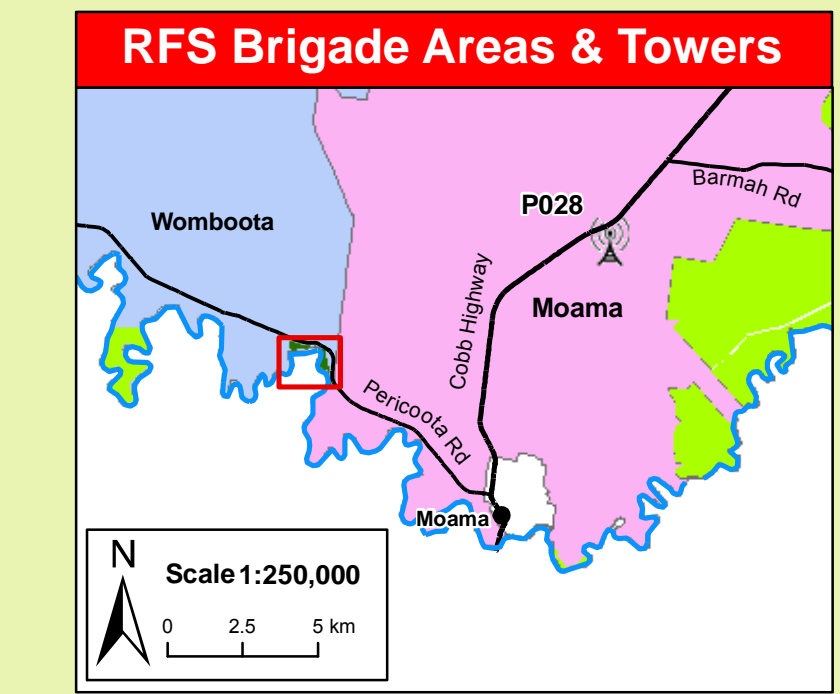 RFS Brigade Areas & Towers
Barmah Rd
P028
Womboota
Cobb Highway
Moama
Pericoota Rd
Moama
N
Scale 1:250,000
0 2.5 5 km